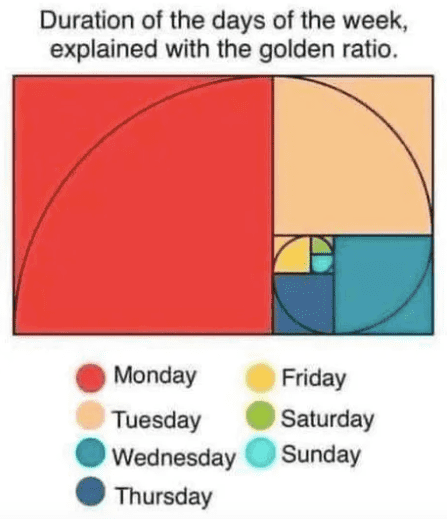 Duration of the days of the week,
explained with the golden ratio.
Monday
Tuesday
Wednesday
Thursday
Friday
Saturday
Sunday